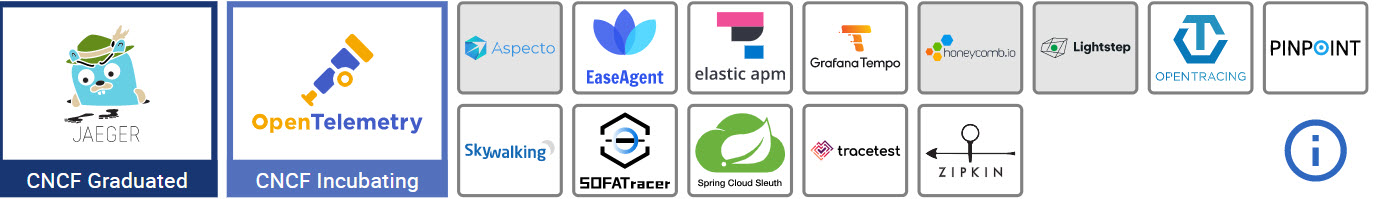 JAEGER
CNCF Graduated
OpenTelemetry
CNCF Incubating
Aspecto
EaseAgent
elastic apm
Grafana Tempo
honeycomb.io
Lightstep
OPENTRACING
PINPOINT
Skywalking
SOFATracer
Spring Cloud Sleuth
tracetest
ZIPKIN
i